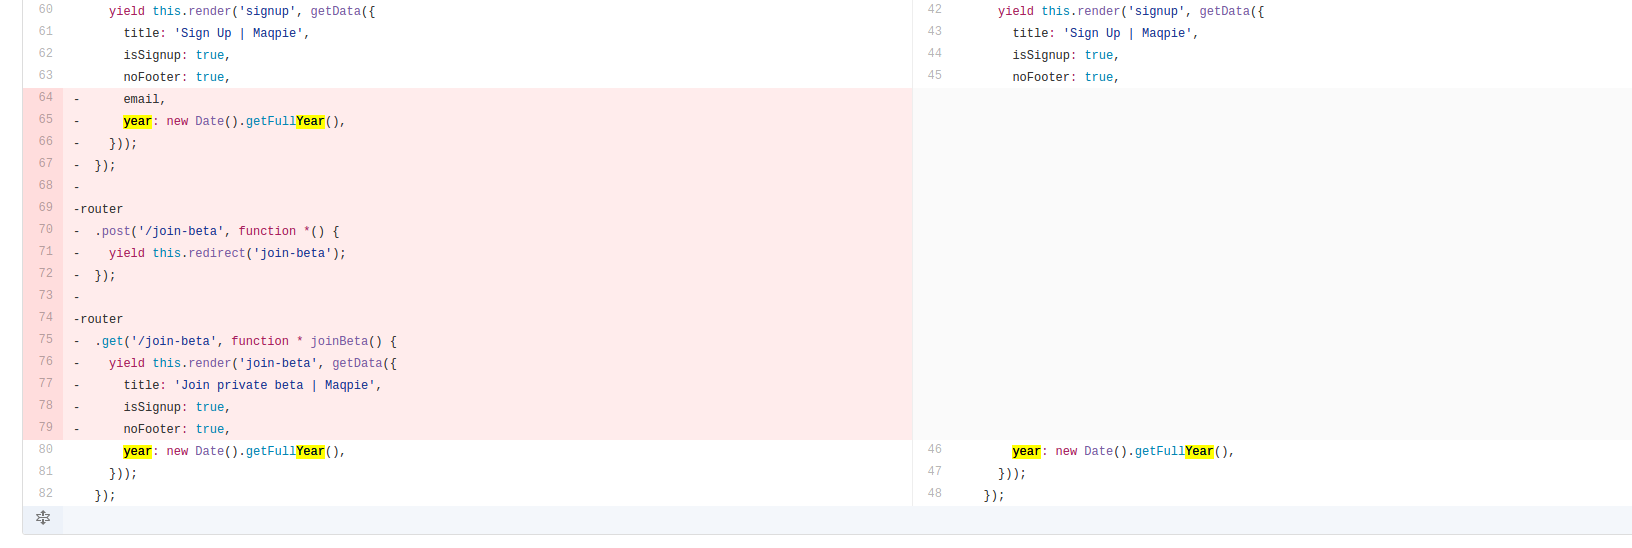 60 yield this.render('signup', getData({
61 title: 'Sign Up | Maqpie',
62 isSignup: true,
63 noFooter: true,
64 - email,
65 - year: new Date().getFullYear(),
66 - }));
67 - });
68 -
69 -router
70 - .post('/join-beta', function *() {
71 - yield this.redirect('join-beta');
72 - });
73 -
74 -router
75 - .get('/join-beta', function * joinBeta() {
76 - yield this.render('join-beta', getData({
77 - title: 'Join private beta | Maqpie',
78 - isSignup: true,
79 - noFooter: true,
80 year: new Date().getFullYear(),
81 }));
82 });
42 yield this.render('signup', getData({
43 title: 'Sign Up | Maqpie',
44 isSignup: true,
45 noFooter: true,
46 year: new Date().getFullYear(),
47 }));
48 });